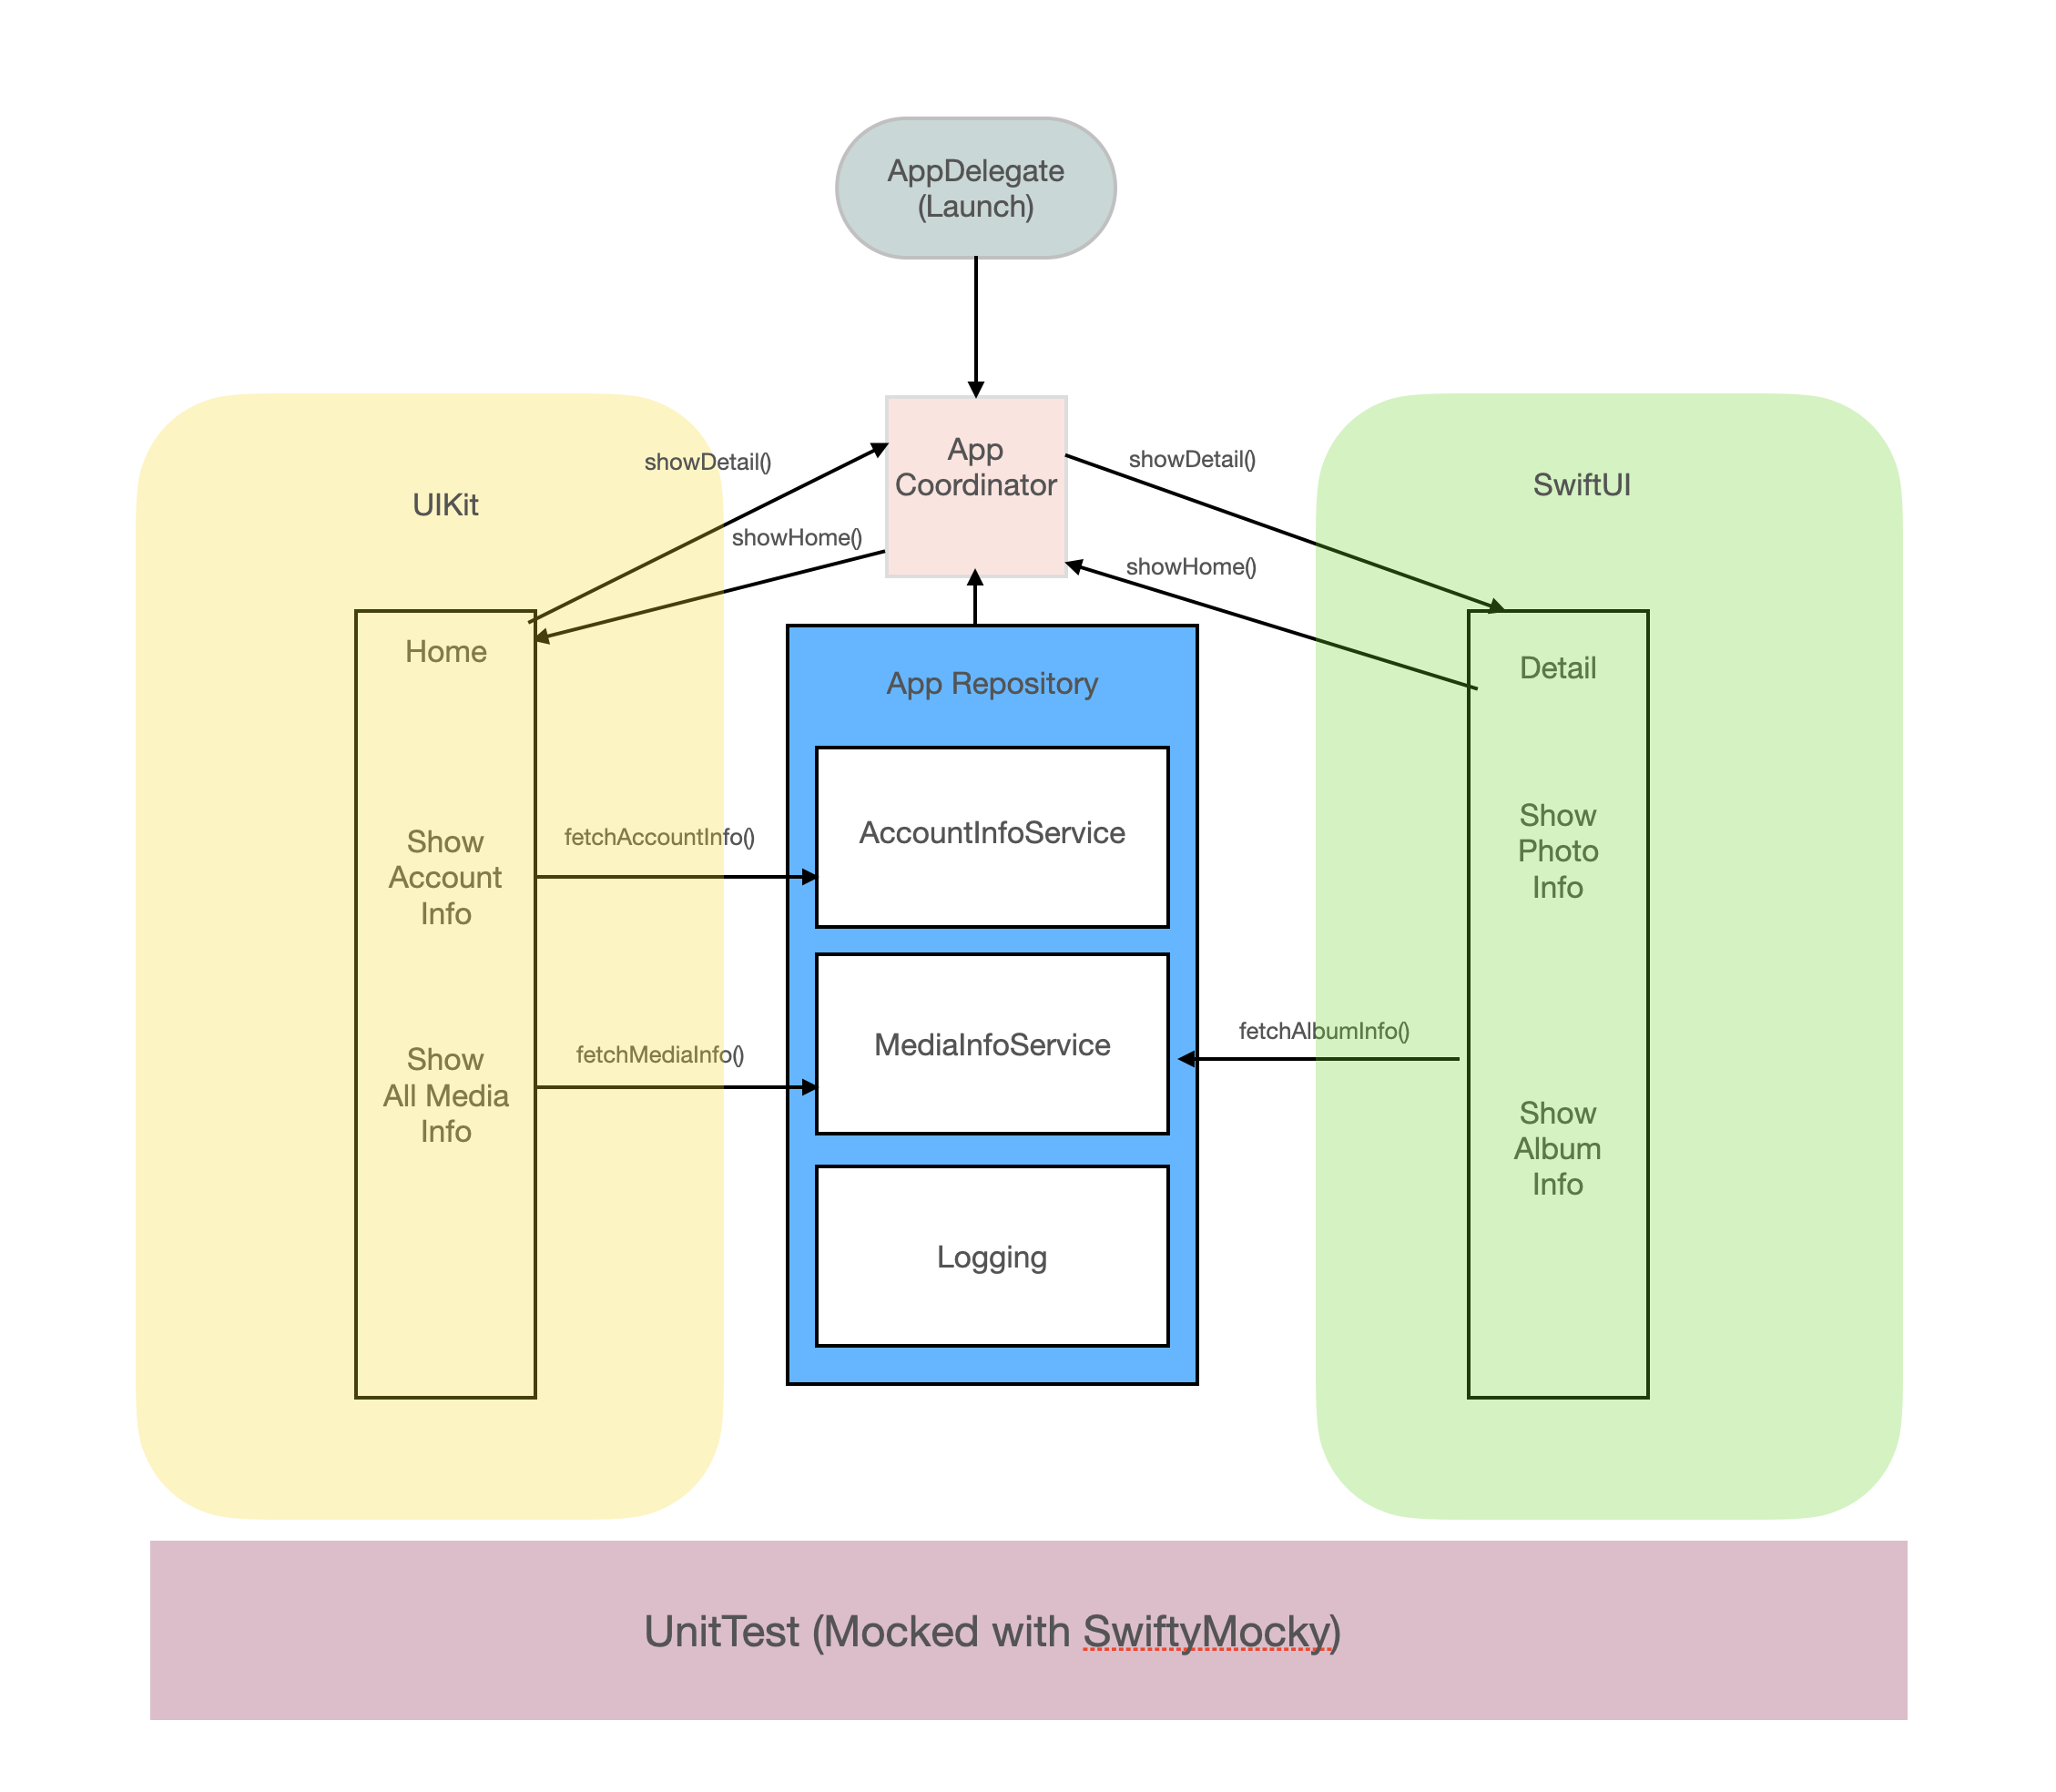 AppDelegate
(Launch)
App
Coordinator
showDetail()
showDetail()
UIKit
SwiftUI
showHome()
showHome()
Home
Show
Account
Info
Show
All Media
Info
fetchAccountInfo()
fetchMediaInfo()
App Repository
AccountInfoService
MediaInfoService
Logging
fetchAlbumInfo()
Detail
Show
Photo
Info
Show
Album
Info
UnitTest (Mocked with SwiftyMocky)